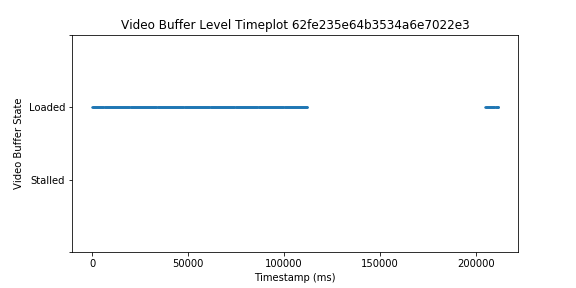 Video Buffer Level Timeplot 62fe235e64b3534a6e7022e3
Video Buffer State
Loaded
Stalled
0 50000 100000 150000 200000
Timestamp (ms)